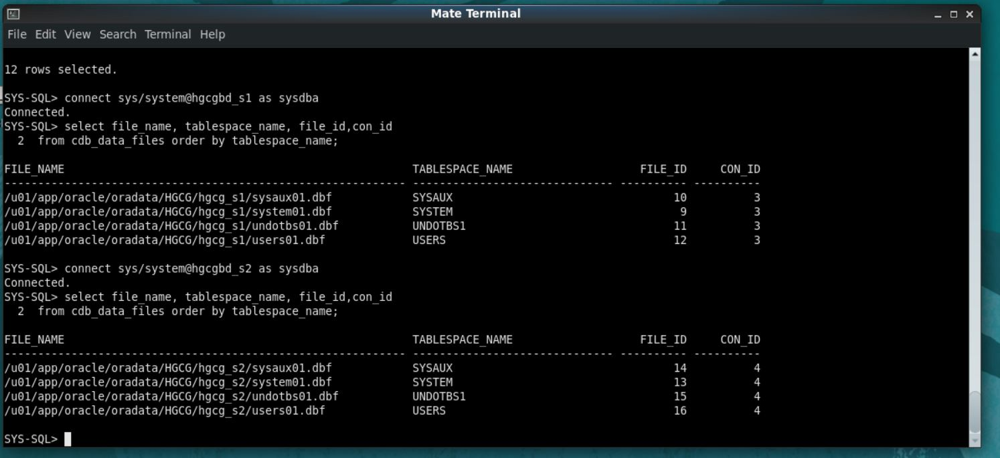 Mate Terminal
File Edit View Search Terminal Help
12 rows selected.
SYS-SQL> connect sys/system@hgcgbd_s1 as sysdba
Connected.
SYS-SQL> select file_name, tablespace_name, file_id,con_id
  2  from cdb_data_files order by tablespace_name;
FILE_NAME                                                    TABLESPACE_NAME                   FILE_ID     CON_ID
------------------------------------------------------------ ------------------------------ ---------- ----------
/u01/app/oracle/oradata/HGCG/hgcg_s1/sysaux01.dbf            SYSAUX                                 10          3
/u01/app/oracle/oradata/HGCG/hgcg_s1/system01.dbf            SYSTEM                                  9          3
/u01/app/oracle/oradata/HGCG/hgcg_s1/undotbs01.dbf           UNDOTBS1                               11          3
/u01/app/oracle/oradata/HGCG/hgcg_s1/users01.dbf             USERS                                  12          3
SYS-SQL> connect sys/system@hgcgbd_s2 as sysdba
Connected.
SYS-SQL> select file_name, tablespace_name, file_id,con_id
  2  from cdb_data_files order by tablespace_name;
FILE_NAME                                                    TABLESPACE_NAME                   FILE_ID     CON_ID
------------------------------------------------------------ ------------------------------ ---------- ----------
/u01/app/oracle/oradata/HGCG/hgcg_s2/sysaux01.dbf            SYSAUX                                 14          4
/u01/app/oracle/oradata/HGCG/hgcg_s2/system01.dbf            SYSTEM                                 13          4
/u01/app/oracle/oradata/HGCG/hgcg_s2/undotbs01.dbf           UNDOTBS1                               15          4
/u01/app/oracle/oradata/HGCG/hgcg_s2/users01.dbf             USERS                                  16          4
SYS-SQL>